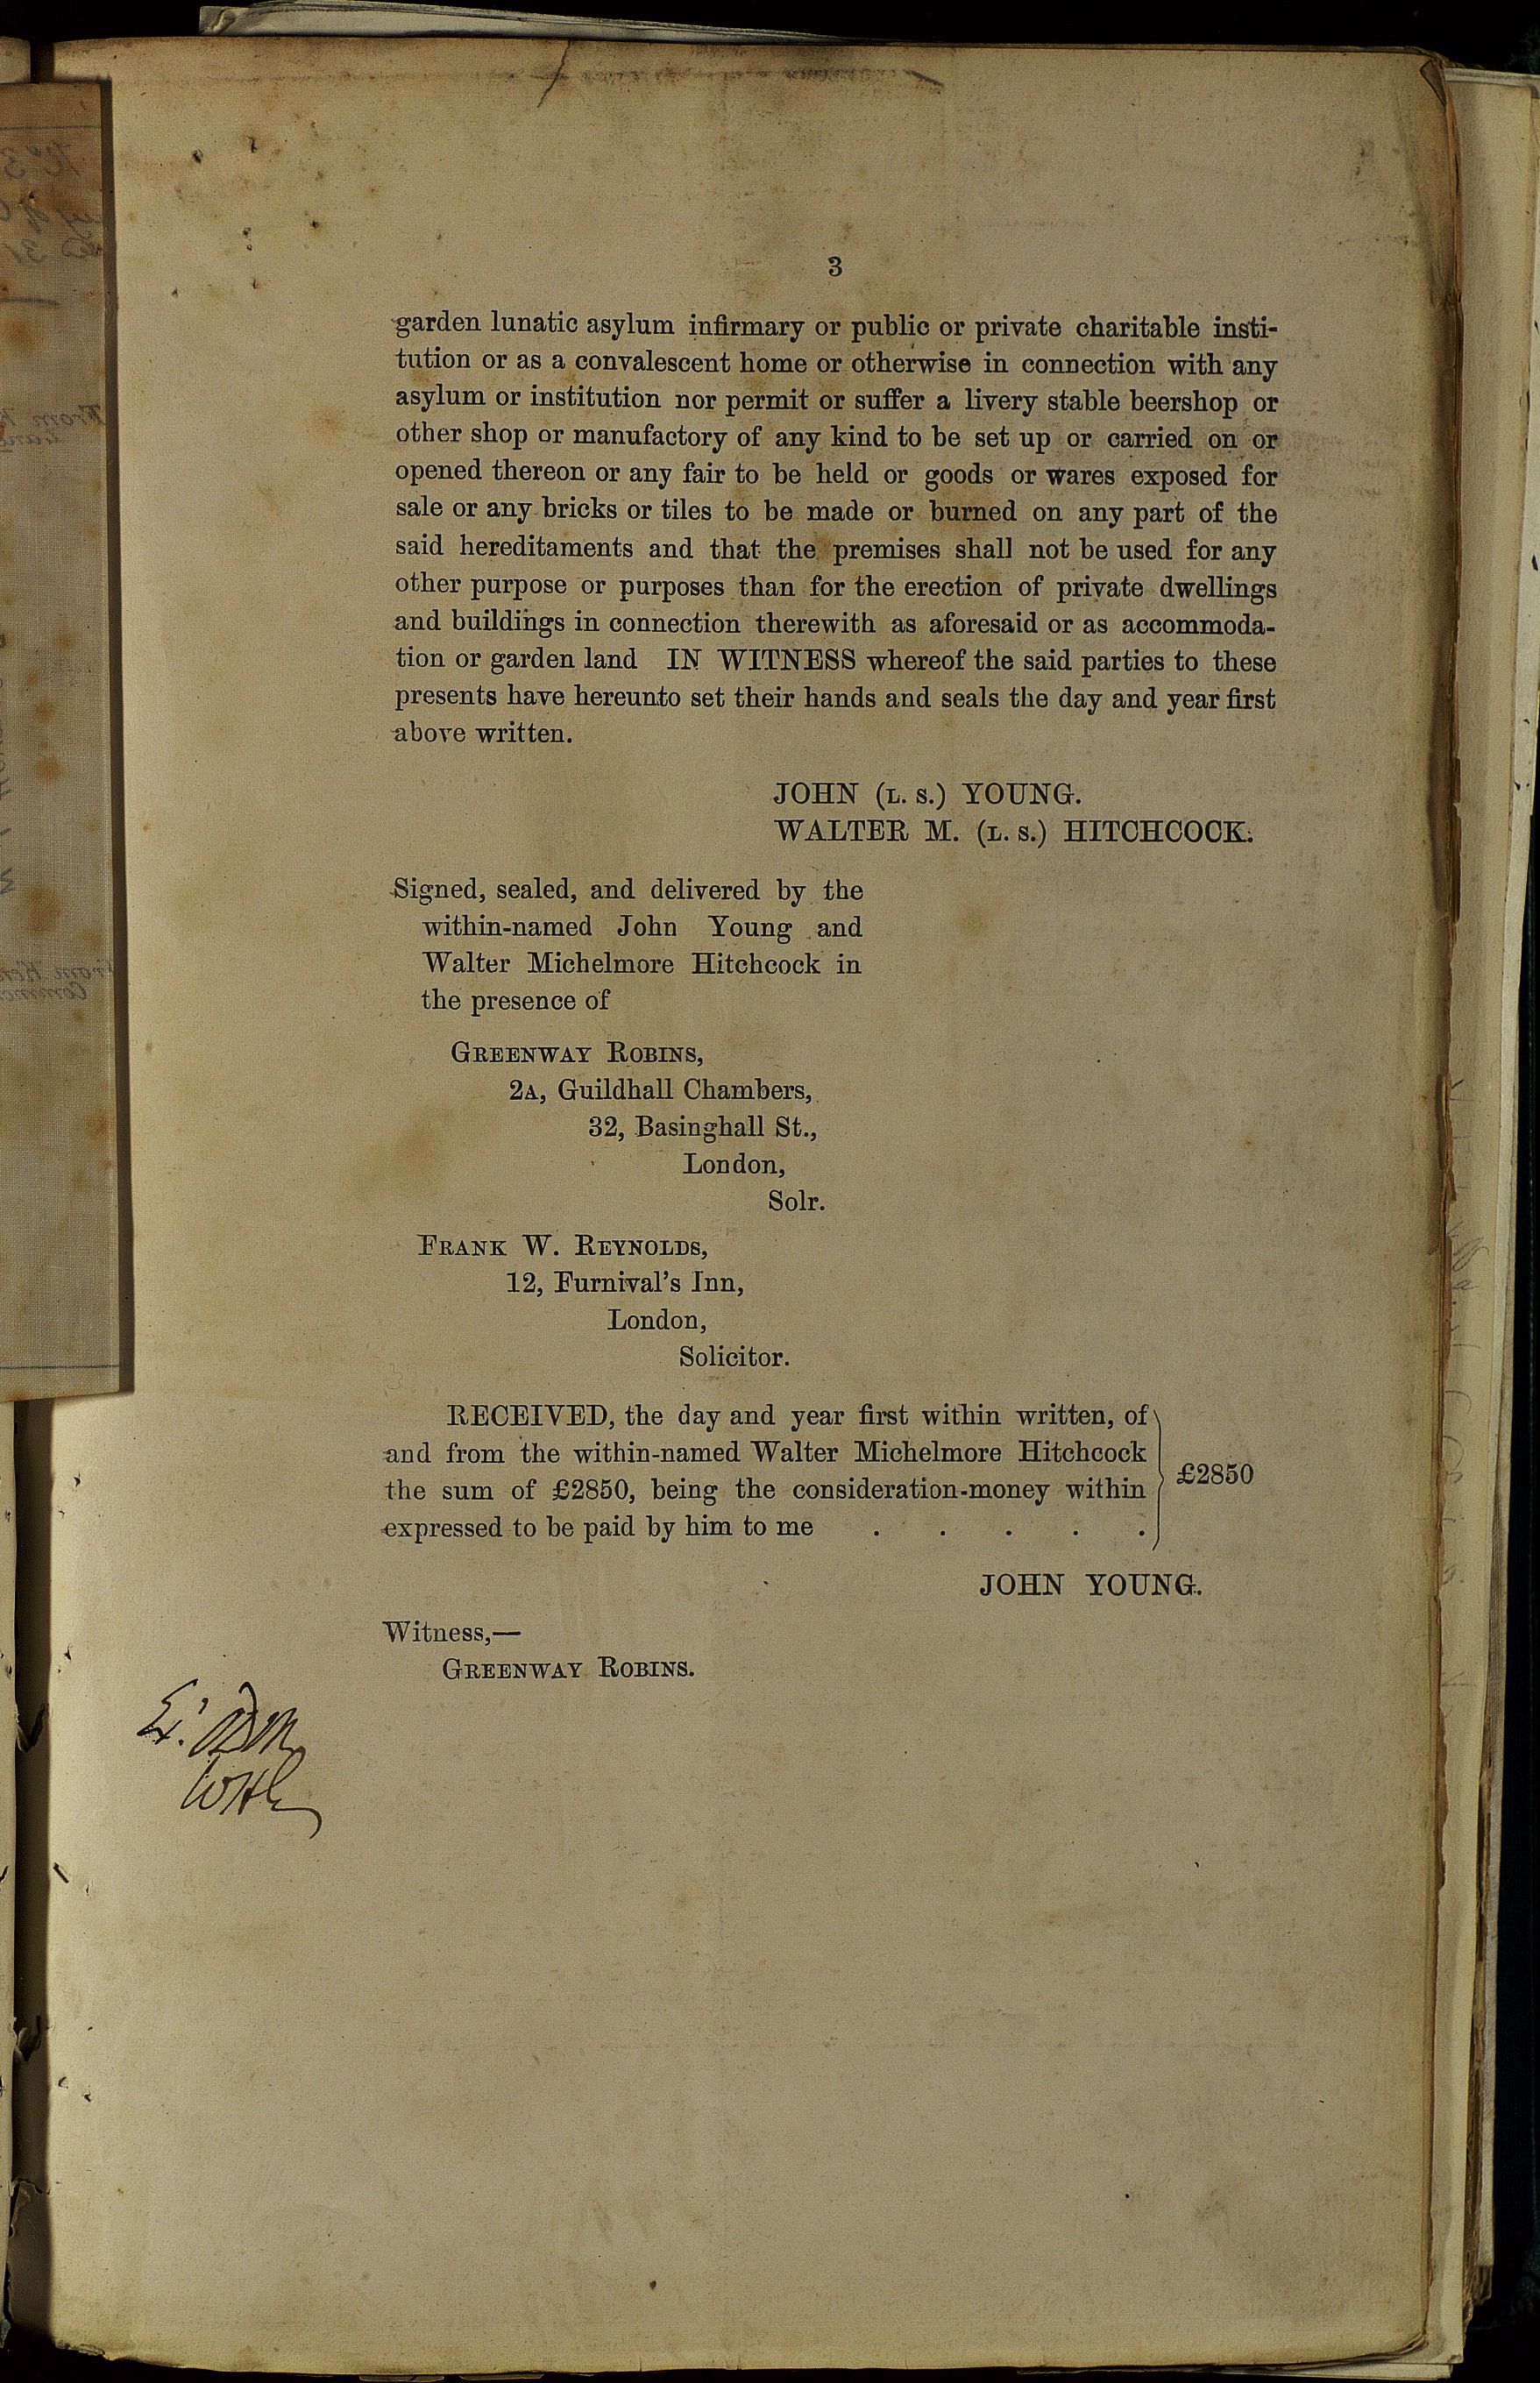 3
garden lunatic asylum infirmary or public or private charitable insti-
tution or as a convalescent home or otherwise in connection with any
asylum or institution nor permit or suffer a livery stable beershop or
other shop or manufactory of any kind to be set up or carried on or
opened thereon or any fair to be held or goods or wares exposed for
sale or any bricks or tiles to be made or burned on any part of the
said hereditaments and that the premises shall not be used for any
other purpose or purposes than for the erection of private dwellings
and buildings in connection therewith as aforesaid or as accommoda-
tion or garden land IN WITNESS whereof the said parties to these
presents have hereunto set their hands and seals the day and year first
above written.
JOHN (L. S.) YOUNG.
WALTER M. (L. S.) HITCHCOCK.
Signed, sealed, and delivered by the
within-named John Young and
Walter Michelmore Hitchcock in
the presence of
GREENWAY ROBINS,
2A, Guildhall Chambers,
32, Basinghall St.,
London,
Solr.
FRANK W. REYNOLDS,
12, Furnival's Inn,
London,
Solicitor.
RECEIVED, the day and year first within written, of
and from the within-named Walter Michelmore Hitchcock
the sum of £2850, being the consideration-money within £2850
expressed to be paid by him to me . . . . .
JOHN YOUNG.
Witness,—
GREENWAY ROBINS.